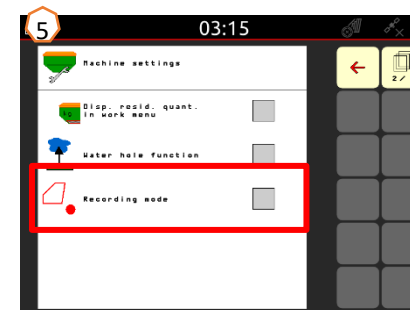 5
03:15
Machine settings
2 /
Disp. resid. quant.
in work menu
Water hole function
Recording mode